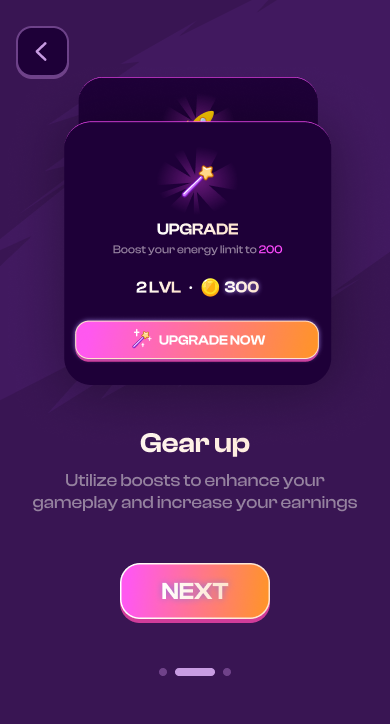 UPGRADE
Boost your energy limit to 200
2 LVL · 300
UPGRADE NOW
Gear up
Utilize boosts to enhance your
gameplay and increase your earnings
NEXT